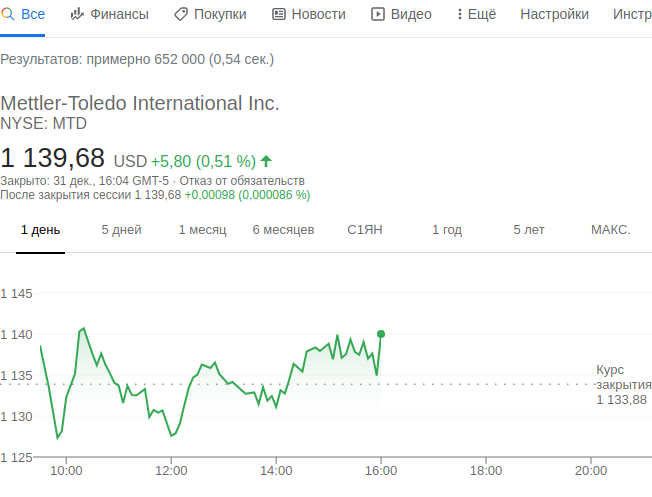 Все Финансы Покупки Новости Видео Ещё Настройки Инстр
Результатов: примерно 652 000 (0,54 сек.)
Mettler-Toledo International Inc.
NYSE: MTD
1 139,68 USD +5,80 (0,51 %)
Закрыто: 31 дек., 16:04 GMT-5 · Отказ от обязательств
После закрытия сессии 1 139,68 +0,00098 (0,000086 %)
1 день 5 дней 1 месяц 6 месяцев С1ЯН 1 год 5 лет МАКС.
1 145
1 140
1 135
Курс
закрытия
1 133,88
1 130
1 125
10:00 12:00 14:00 16:00 18:00 20:00